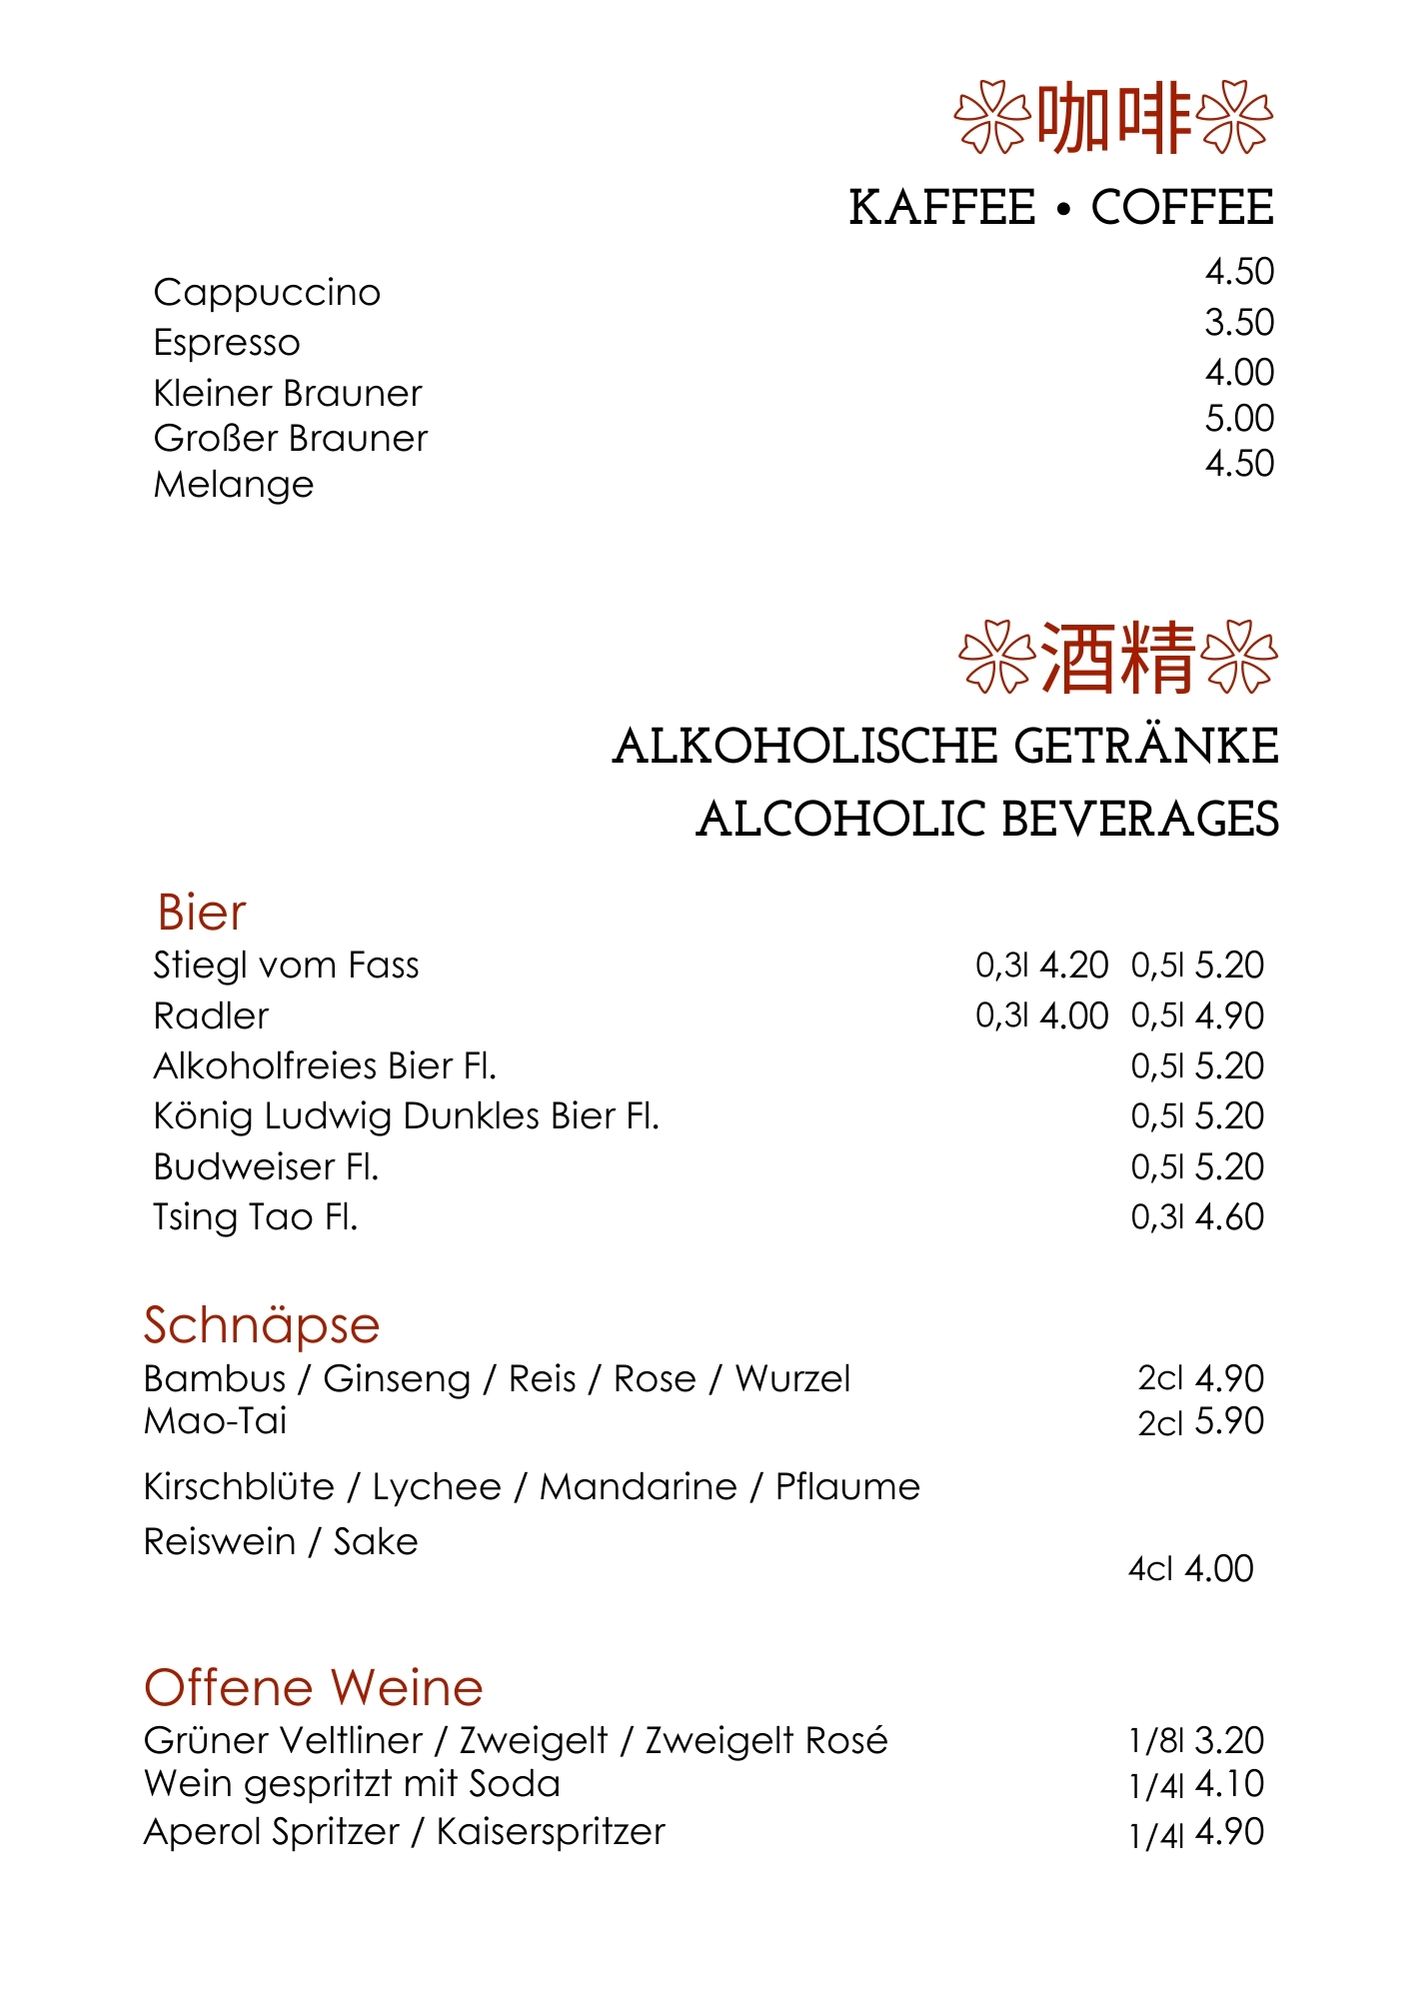 咖啡
KAFFEE • COFFEE
Cappuccino 4.50
Espresso 3.50
Kleiner Brauner 4.00
Großer Brauner 5.00
Melange 4.50
酒精
ALKOHOLISCHE GETRÄNKE
ALCOHOLIC BEVERAGES
Bier
Stiegl vom Fass 0,3l 4.20 0,5l 5.20
Radler 0,3l 4.00 0,5l 4.90
Alkoholfreies Bier Fl. 0,5l 5.20
König Ludwig Dunkles Bier Fl. 0,5l 5.20
Budweiser Fl. 0,5l 5.20
Tsing Tao Fl. 0,3l 4.60
Schnäpse
Bambus / Ginseng / Reis / Rose / Wurzel 2cl 4.90
Mao-Tai 2cl 5.90
Kirschblüte / Lychee / Mandarine / Pflaume
Reiswein / Sake
4cl 4.00
Offene Weine
Grüner Veltliner / Zweigelt / Zweigelt Rosé 1/8l 3.20
Wein gespritzt mit Soda 1/4l 4.10
Aperol Spritzer / Kaiserspritzer 1/4l 4.90